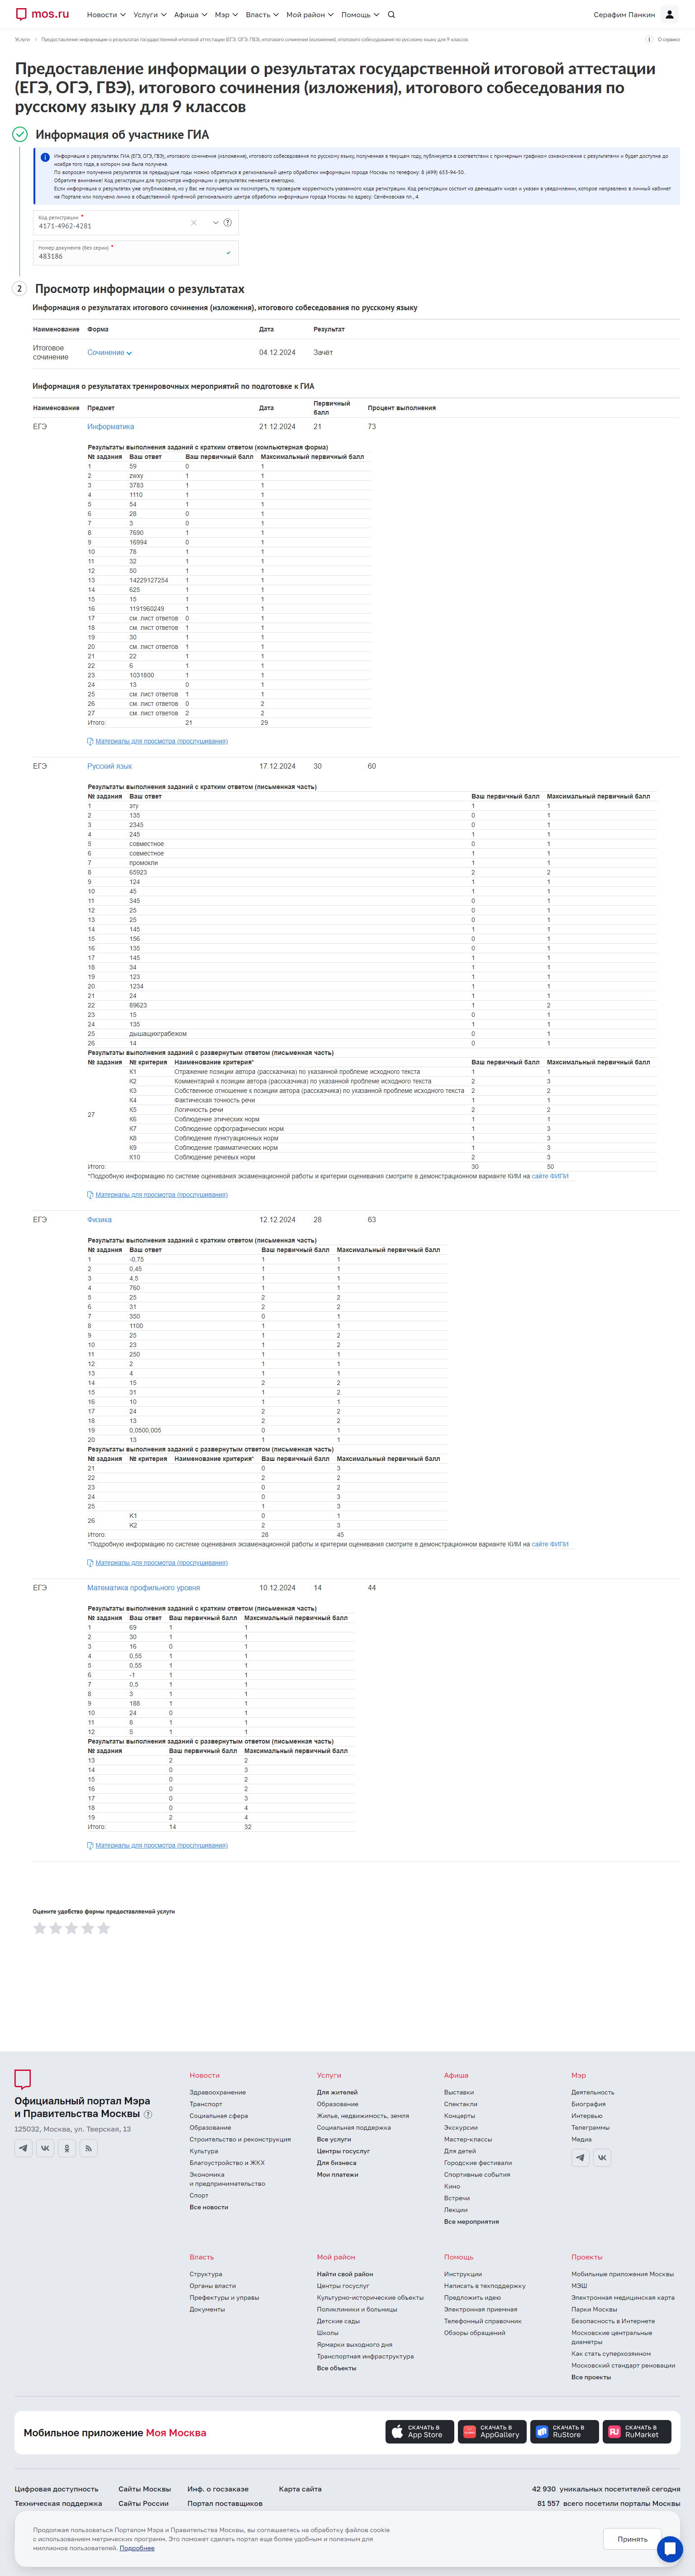 mos.ru Новости Услуги Афиша Мэр Власть Мой район Помощь Серафим Панкин
Услуги > Предоставление информации о результатах государственной итоговой аттестации (ЕГЭ, ОГЭ, ГВЭ), итогового сочинения (изложения), итогового собеседования по русскому языку для 9 классов О сервисе
Предоставление информации о результатах государственной итоговой аттестации
(ЕГЭ, ОГЭ, ГВЭ), итогового сочинения (изложения), итогового собеседования по
русскому языку для 9 классов
Информация об участнике ГИА
Информация о результатах ГИА (ЕГЭ, ОГЭ, ГВЭ), итогового сочинения (изложения), итогового собеседования по русскому языку, полученная в текущем году, публикуется в соответствии с примерным графиком ознакомления с результатами и будет доступна до
ноября того года, в котором она была получена.
По вопросам получения результатов за предыдущие годы можно обратиться в региональный центр обработки информации города Москвы по телефону: 8 (499) 653-94-50.
Обратите внимание! Код регистрации для просмотра информации о результатах меняется ежегодно.
Если информация о результатах уже опубликована, но у Вас не получается их посмотреть, то проверьте корректность указанного кода регистрации. Код регистрации состоит из двенадцати чисел и указан в уведомлении, которое направлено в личный кабинет
на Портале или получено лично в общественной приёмной регионального центра обработки информации города Москвы по адресу: Семёновская пл., 4.
Код регистрации *
4171-4962-4281
Номер документа (без серии) *
483186
2 Просмотр информации о результатах
Информация о результатах итогового сочинения (изложения), итогового собеседования по русскому языку
Наименование Форма Дата Результат
Итоговое сочинение Сочинение 04.12.2024 Зачёт
Информация о результатах тренировочных мероприятий по подготовке к ГИА
Наименование Предмет Дата Первичный балл Процент выполнения
ЕГЭ Информатика 21.12.2024 21 73
Результаты выполнения заданий с кратким ответом (компьютерная форма)
№ задания Ваш ответ Ваш первичный балл Максимальный первичный балл
1 59 0 1
2 zwxy 1 1
3 3783 1 1
4 1110 1 1
5 54 1 1
6 28 0 1
7 3 0 1
8 7690 1 1
9 16994 0 1
10 78 1 1
11 32 1 1
12 50 1 1
13 14229127254 1 1
14 625 1 1
15 15 1 1
16 1191960249 1 1
17 см. лист ответов 0 1
18 см. лист ответов 1 1
19 30 1 1
20 см. лист ответов 1 1
21 22 1 1
22 6 1 1
23 1031800 1 1
24 13 0 1
25 см. лист ответов 1 1
26 см. лист ответов 0 2
27 см. лист ответов 2 2
Итого: 21 29
Материалы для просмотра (прослушивания)
ЕГЭ Русский язык 17.12.2024 30 60
Результаты выполнения заданий с кратким ответом (письменная часть)
№ задания Ваш ответ Ваш первичный балл Максимальный первичный балл
1 эту 1 1
2 135 0 1
3 2345 0 1
4 245 1 1
5 совместное 0 1
6 совместное 1 1
7 промокли 1 1
8 65923 2 2
9 124 1 1
10 45 1 1
11 345 0 1
12 25 0 1
13 25 0 1
14 145 1 1
15 156 0 1
16 135 0 1
17 145 1 1
18 34 1 1
19 123 1 1
20 1234 1 1
21 24 1 1
22 89623 1 2
23 15 0 1
24 135 1 1
25 дышащихграбежом 0 1
26 14 0 1
Результаты выполнения заданий с развернутым ответом (письменная часть)
№ задания № критерия Наименование критерия* Ваш первичный балл Максимальный первичный балл
27
К1 Отражение позиции автора (рассказчика) по указанной проблеме исходного текста 1 1
К2 Комментарий к позиции автора (рассказчика) по указанной проблеме исходного текста 2 3
К3 Собственное отношение к позиции автора (рассказчика) по указанной проблеме исходного текста 2 2
К4 Фактическая точность речи 1 1
К5 Логичность речи 2 2
К6 Соблюдение этических норм 1 1
К7 Соблюдение орфографических норм 1 3
К8 Соблюдение пунктуационных норм 1 3
К9 Соблюдение грамматических норм 1 3
К10 Соблюдение речевых норм 2 3
Итого: 30 50
*Подробную информацию по системе оценивания экзаменационной работы и критерии оценивания смотрите в демонстрационном варианте КИМ на сайте ФИПИ
Материалы для просмотра (прослушивания)
ЕГЭ Физика 12.12.2024 28 63
Результаты выполнения заданий с кратким ответом (письменная часть)
№ задания Ваш ответ Ваш первичный балл Максимальный первичный балл
1 -0,75 1 1
2 0,45 1 1
3 4,5 1 1
4 760 1 1
5 25 2 2
6 31 2 2
7 350 0 1
8 1100 1 1
9 25 1 2
10 23 1 2
11 250 1 1
12 2 1 1
13 4 1 1
14 15 2 2
15 31 1 2
16 10 1 1
17 24 2 2
18 13 2 2
19 0,0500,005 0 1
20 13 1 1
Результаты выполнения заданий с развернутым ответом (письменная часть)
№ задания № критерия Наименование критерия* Ваш первичный балл Максимальный первичный балл
21 0 3
22 2 2
23 0 2
24 0 3
25 1 3
26
К1 0 1
К2 2 3
Итого: 28 45
*Подробную информацию по системе оценивания экзаменационной работы и критерии оценивания смотрите в демонстрационном варианте КИМ на сайте ФИПИ
Материалы для просмотра (прослушивания)
ЕГЭ Математика профильного уровня 10.12.2024 14 44
Результаты выполнения заданий с кратким ответом (письменная часть)
№ задания Ваш ответ Ваш первичный балл Максимальный первичный балл
1 69 1 1
2 30 1 1
3 16 0 1
4 0,55 1 1
5 0,55 1 1
6 -1 1 1
7 0,5 1 1
8 3 1 1
9 188 1 1
10 24 0 1
11 8 1 1
12 5 1 1
Результаты выполнения заданий с развернутым ответом (письменная часть)
№ задания Ваш первичный балл Максимальный первичный балл
13 2 2
14 0 3
15 0 2
16 0 2
17 0 3
18 0 4
19 2 4
Итого: 14 32
Материалы для просмотра (прослушивания)
Оцените удобство формы предоставляемой услуги
Официальный портал Мэра
и Правительства Москвы
125032, Москва, ул. Тверская, 13
Новости
Здравоохранение
Транспорт
Социальная сфера
Образование
Строительство и реконструкция
Культура
Благоустройство и ЖКХ
Экономика
и предпринимательство
Спорт
Все новости
Услуги
Для жителей
Образование
Жилье, недвижимость, земля
Социальная поддержка
Все услуги
Центры госуслуг
Для бизнеса
Мои платежи
Афиша
Выставки
Спектакли
Концерты
Экскурсии
Мастер-классы
Для детей
Городские фестивали
Спортивные события
Кино
Встречи
Лекции
Все мероприятия
Мэр
Деятельность
Биография
Интервью
Телеграммы
Медиа
Власть
Структура
Органы власти
Префектуры и управы
Документы
Мой район
Найти свой район
Центры госуслуг
Культурно-исторические объекты
Поликлиники и больницы
Детские сады
Школы
Ярмарки выходного дня
Транспортная инфраструктура
Все объекты
Помощь
Инструкции
Написать в техподдержку
Предложить идею
Электронная приемная
Телефонный справочник
Обзоры обращений
Проекты
Мобильные приложения Москвы
МЭШ
Электронная медицинская карта
Парки Москвы
Безопасность в Интернете
Московские центральные
диаметры
Как стать суперхозяином
Московский стандарт реновации
Все проекты
Мобильное приложение Моя Москва
СКАЧАТЬ В App Store
СКАЧАТЬ В AppGallery
СКАЧАТЬ В RuStore
СКАЧАТЬ В RuMarket
Цифровая доступность Сайты Москвы Инф. о госзаказе Карта сайта 42 930 уникальных посетителей сегодня
Техническая поддержка Сайты России Портал поставщиков 81 557 всего посетили порталы Москвы
Продолжая пользоваться Порталом Мэра и Правительства Москвы, вы соглашаетесь на обработку файлов cookie
с использованием метрических программ. Это поможет сделать портал еще более удобным и полезным для
миллионов пользователей. Подробнее
Принять